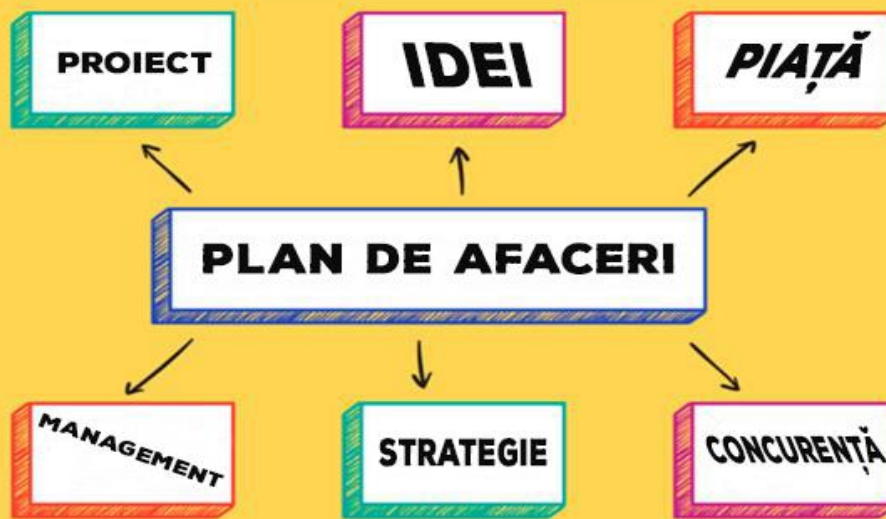 PROIECT
IDEI
PIAȚĂ
PLAN DE AFACERI
MANAGEMENT
STRATEGIE
CONCURENȚĂ